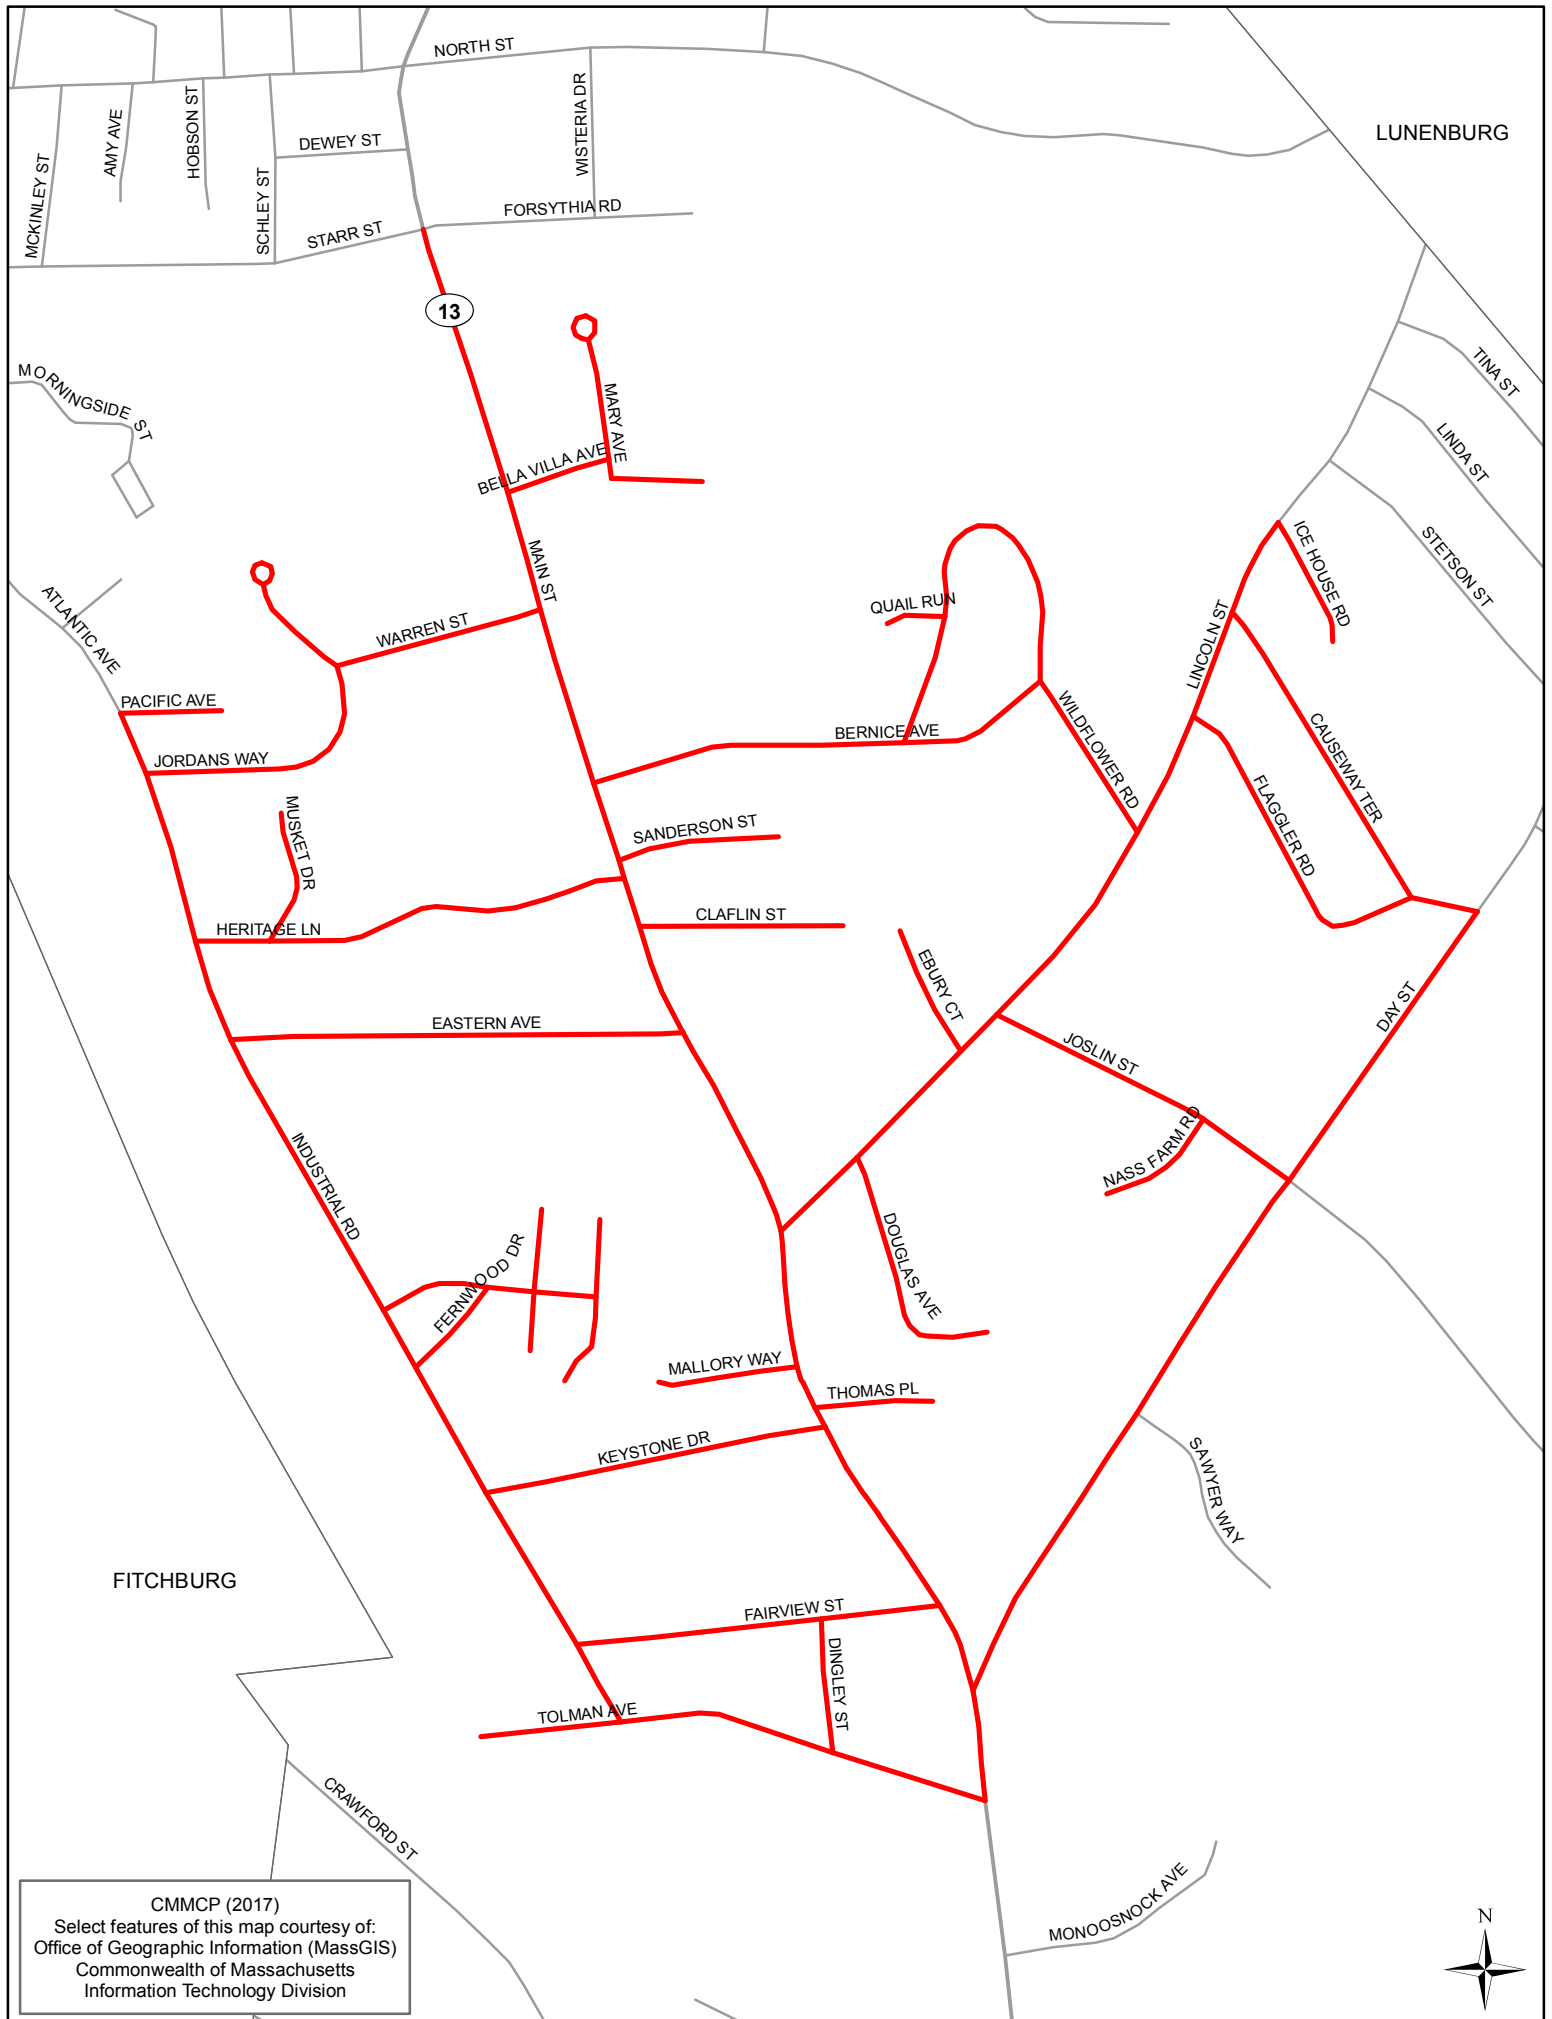 NORTH ST
WISTERIA DR
AMY AVE
HOBSON ST
LUNENBURG
DEWEY ST
MCKINLEY ST
SCHLEY ST
FORSYTHIA RD
STARR ST
13
MORNINGSIDE ST
TINA ST
MARY AVE
LINDA ST
BELLA VILLA AVE
ICE HOUSE RD
STETSON ST
MAIN ST
ATLANTIC AVE
QUAIL RUN
WARREN ST
LINCOLN ST
PACIFIC AVE
WILDFLOWER RD
CAUSEWAY TER
BERNICE AVE
JORDANS WAY
FLAGGLER RD
MUSKET DR
SANDERSON ST
CLAFLIN ST
HERITAGE LN
EBURY CT
DAY ST
EASTERN AVE
JOSLIN ST
NASS FARM RD
INDUSTRIAL RD
DOUGLAS AVE
FERNWOOD DR
MALLORY WAY
THOMAS PL
KEYSTONE DR
SAWYER WAY
FITCHBURG
FAIRVIEW ST
DINGLEY ST
TOLMAN AVE
CRAWFORD ST
MONOOSNOCK AVE
CMMCP (2017)
Select features of this map courtesy of:
Office of Geographic Information (MassGIS)
Commonwealth of Massachusetts
Information Technology Division
N